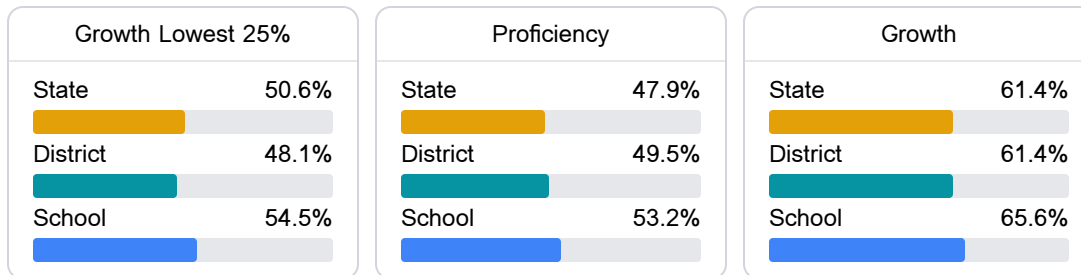 Growth Lowest 25%
State 50.6%
District 48.1%
School 54.5%
Proficiency
State 47.9%
District 49.5%
School 53.2%
Growth
State 61.4%
District 61.4%
School 65.6%